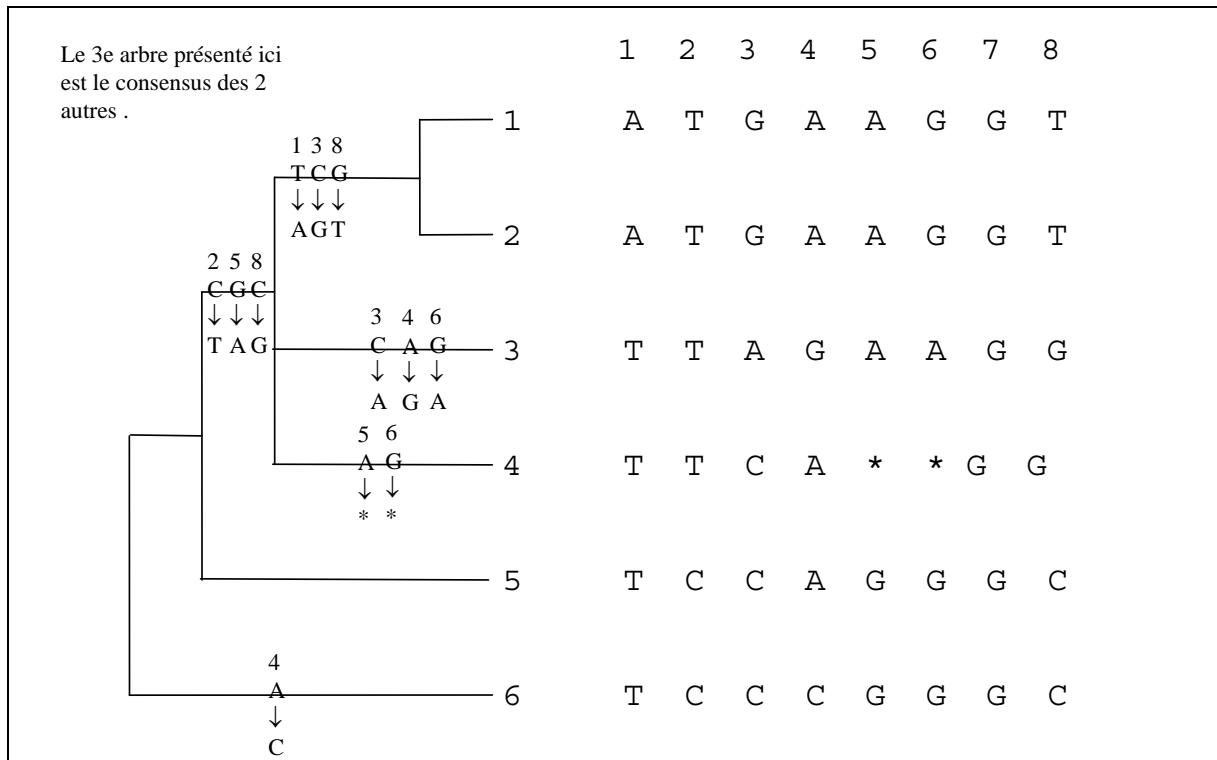 Le 3e arbre présenté ici
est le consensus des 2
autres .
1 2 3 4 5 6 7 8
1 A T G A A G G T
1 3 8
T C G
↓ ↓ ↓
A G T
2 A T G A A G G T
2 5 8
C G C
↓ ↓ ↓
T A G
3 4 6
C A G
↓ ↓ ↓
A G A
3 T T A G A A G G
5 6
A G
↓ ↓
* *
4 T T C A * * G G
5 T C C A G G G C
4
A
↓
C
6 T C C C G G G C